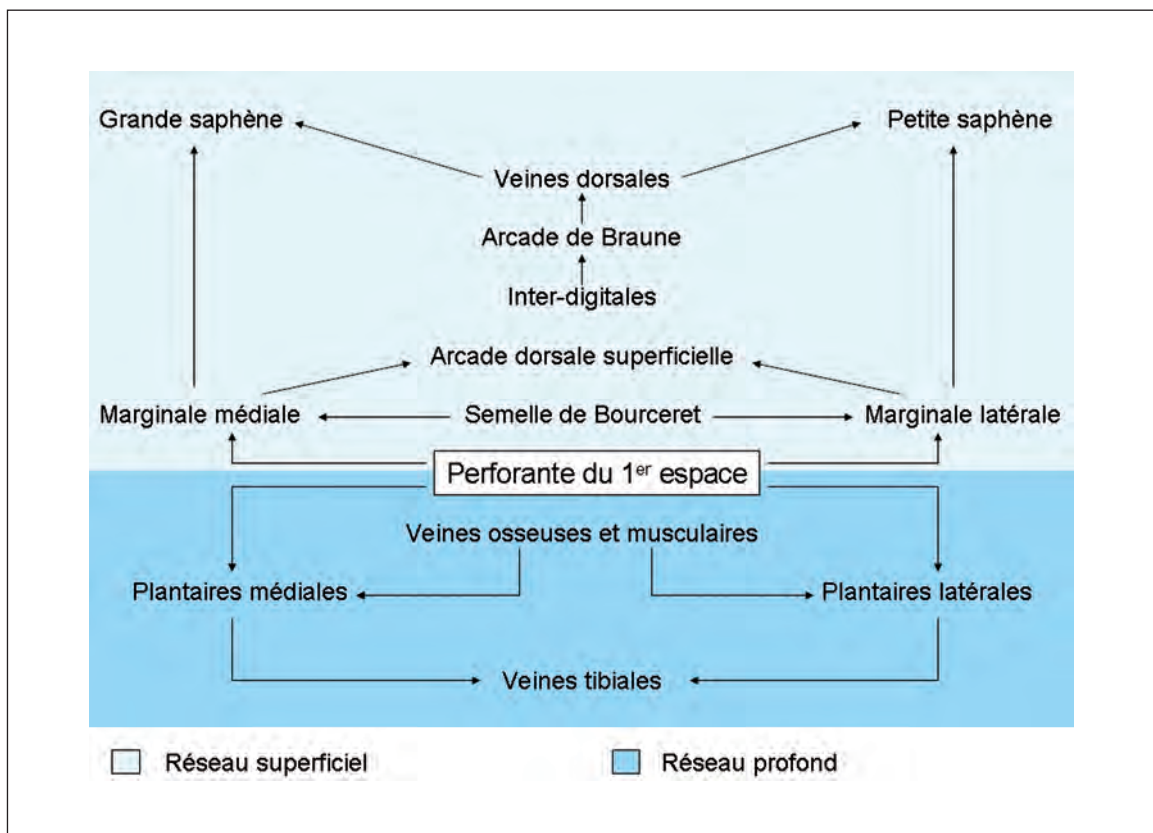 Grande saphène
Petite saphène
Veines dorsales
Arcade de Braune
Inter-digitales
Arcade dorsale superficielle
Marginale médiale
Semelle de Bourceret
Marginale latérale
Perforante du 1er espace
Veines osseuses et musculaires
Plantaires médiales
Plantaires latérales
Veines tibiales
Réseau superficiel
Réseau profond